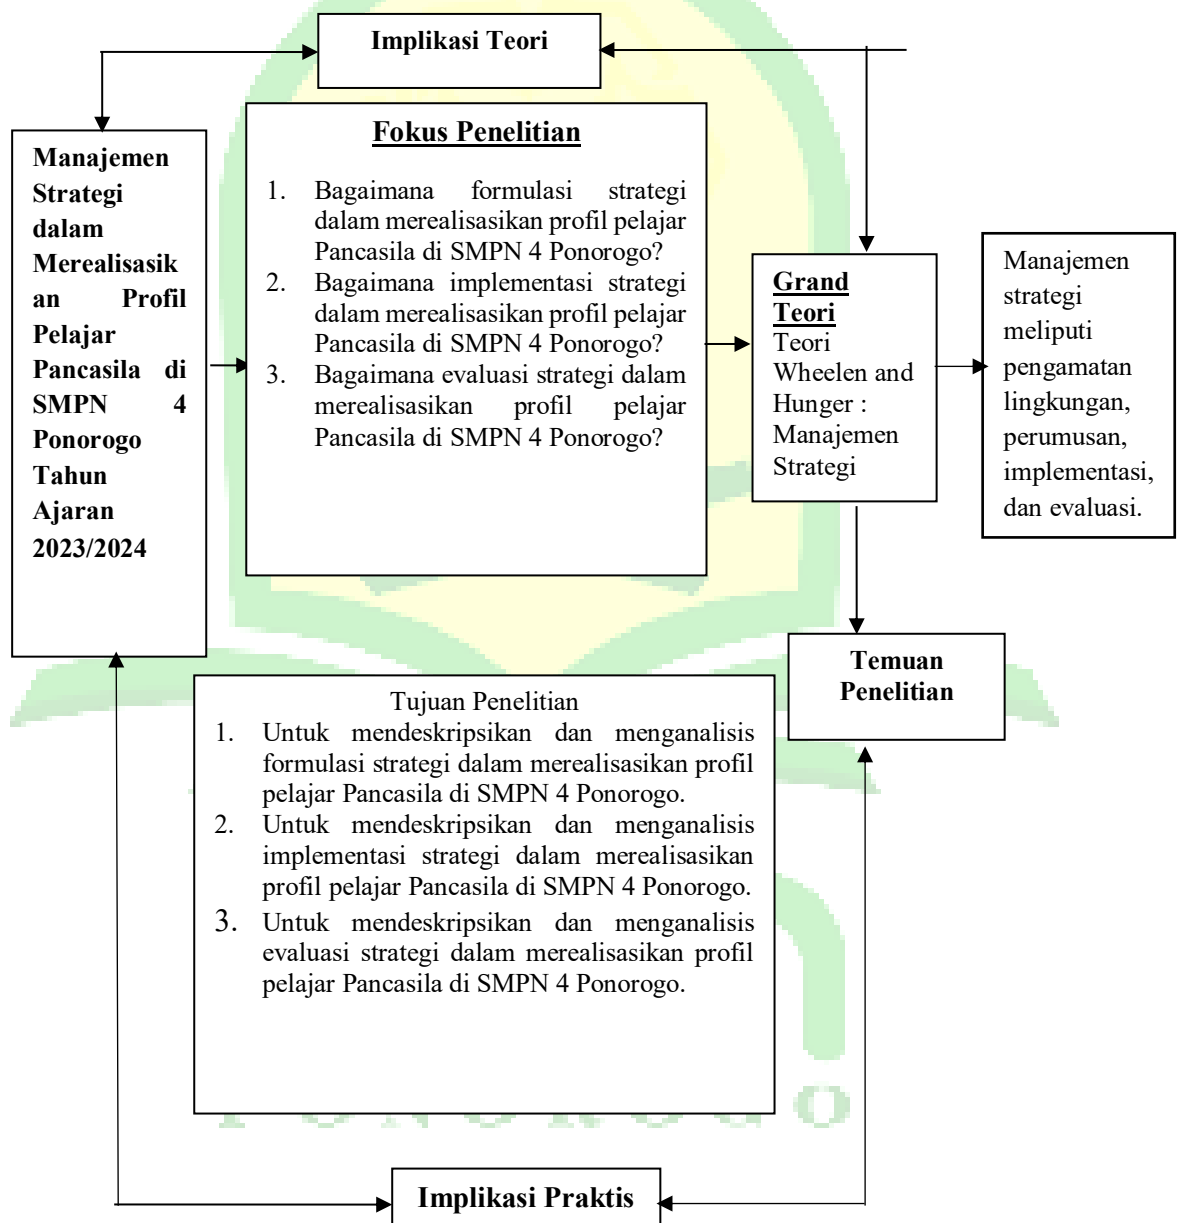 Implikasi Teori
Manajemen
Strategi
dalam
Merealisasik
an Profil
Pelajar
Pancasila di
SMPN 4
Ponorogo
Tahun
Ajaran
2023/2024
Fokus Penelitian
1. Bagaimana formulasi strategi
dalam merealisasikan profil pelajar
Pancasila di SMPN 4 Ponorogo?
2. Bagaimana implementasi strategi
dalam merealisasikan profil pelajar
Pancasila di SMPN 4 Ponorogo?
3. Bagaimana evaluasi strategi dalam
merealisasikan profil pelajar
Pancasila di SMPN 4 Ponorogo?
Grand
Teori
Teori
Wheelen and
Hunger :
Manajemen
Strategi
Manajemen
strategi
meliputi
pengamatan
lingkungan,
perumusan,
implementasi,
dan evaluasi.
Temuan
Penelitian
Tujuan Penelitian
1. Untuk mendeskripsikan dan menganalisis
formulasi strategi dalam merealisasikan profil
pelajar Pancasila di SMPN 4 Ponorogo.
2. Untuk mendeskripsikan dan menganalisis
implementasi strategi dalam merealisasikan
profil pelajar Pancasila di SMPN 4 Ponorogo.
3. Untuk mendeskripsikan dan menganalisis
evaluasi strategi dalam merealisasikan profil
pelajar Pancasila di SMPN 4 Ponorogo.
Implikasi Praktis